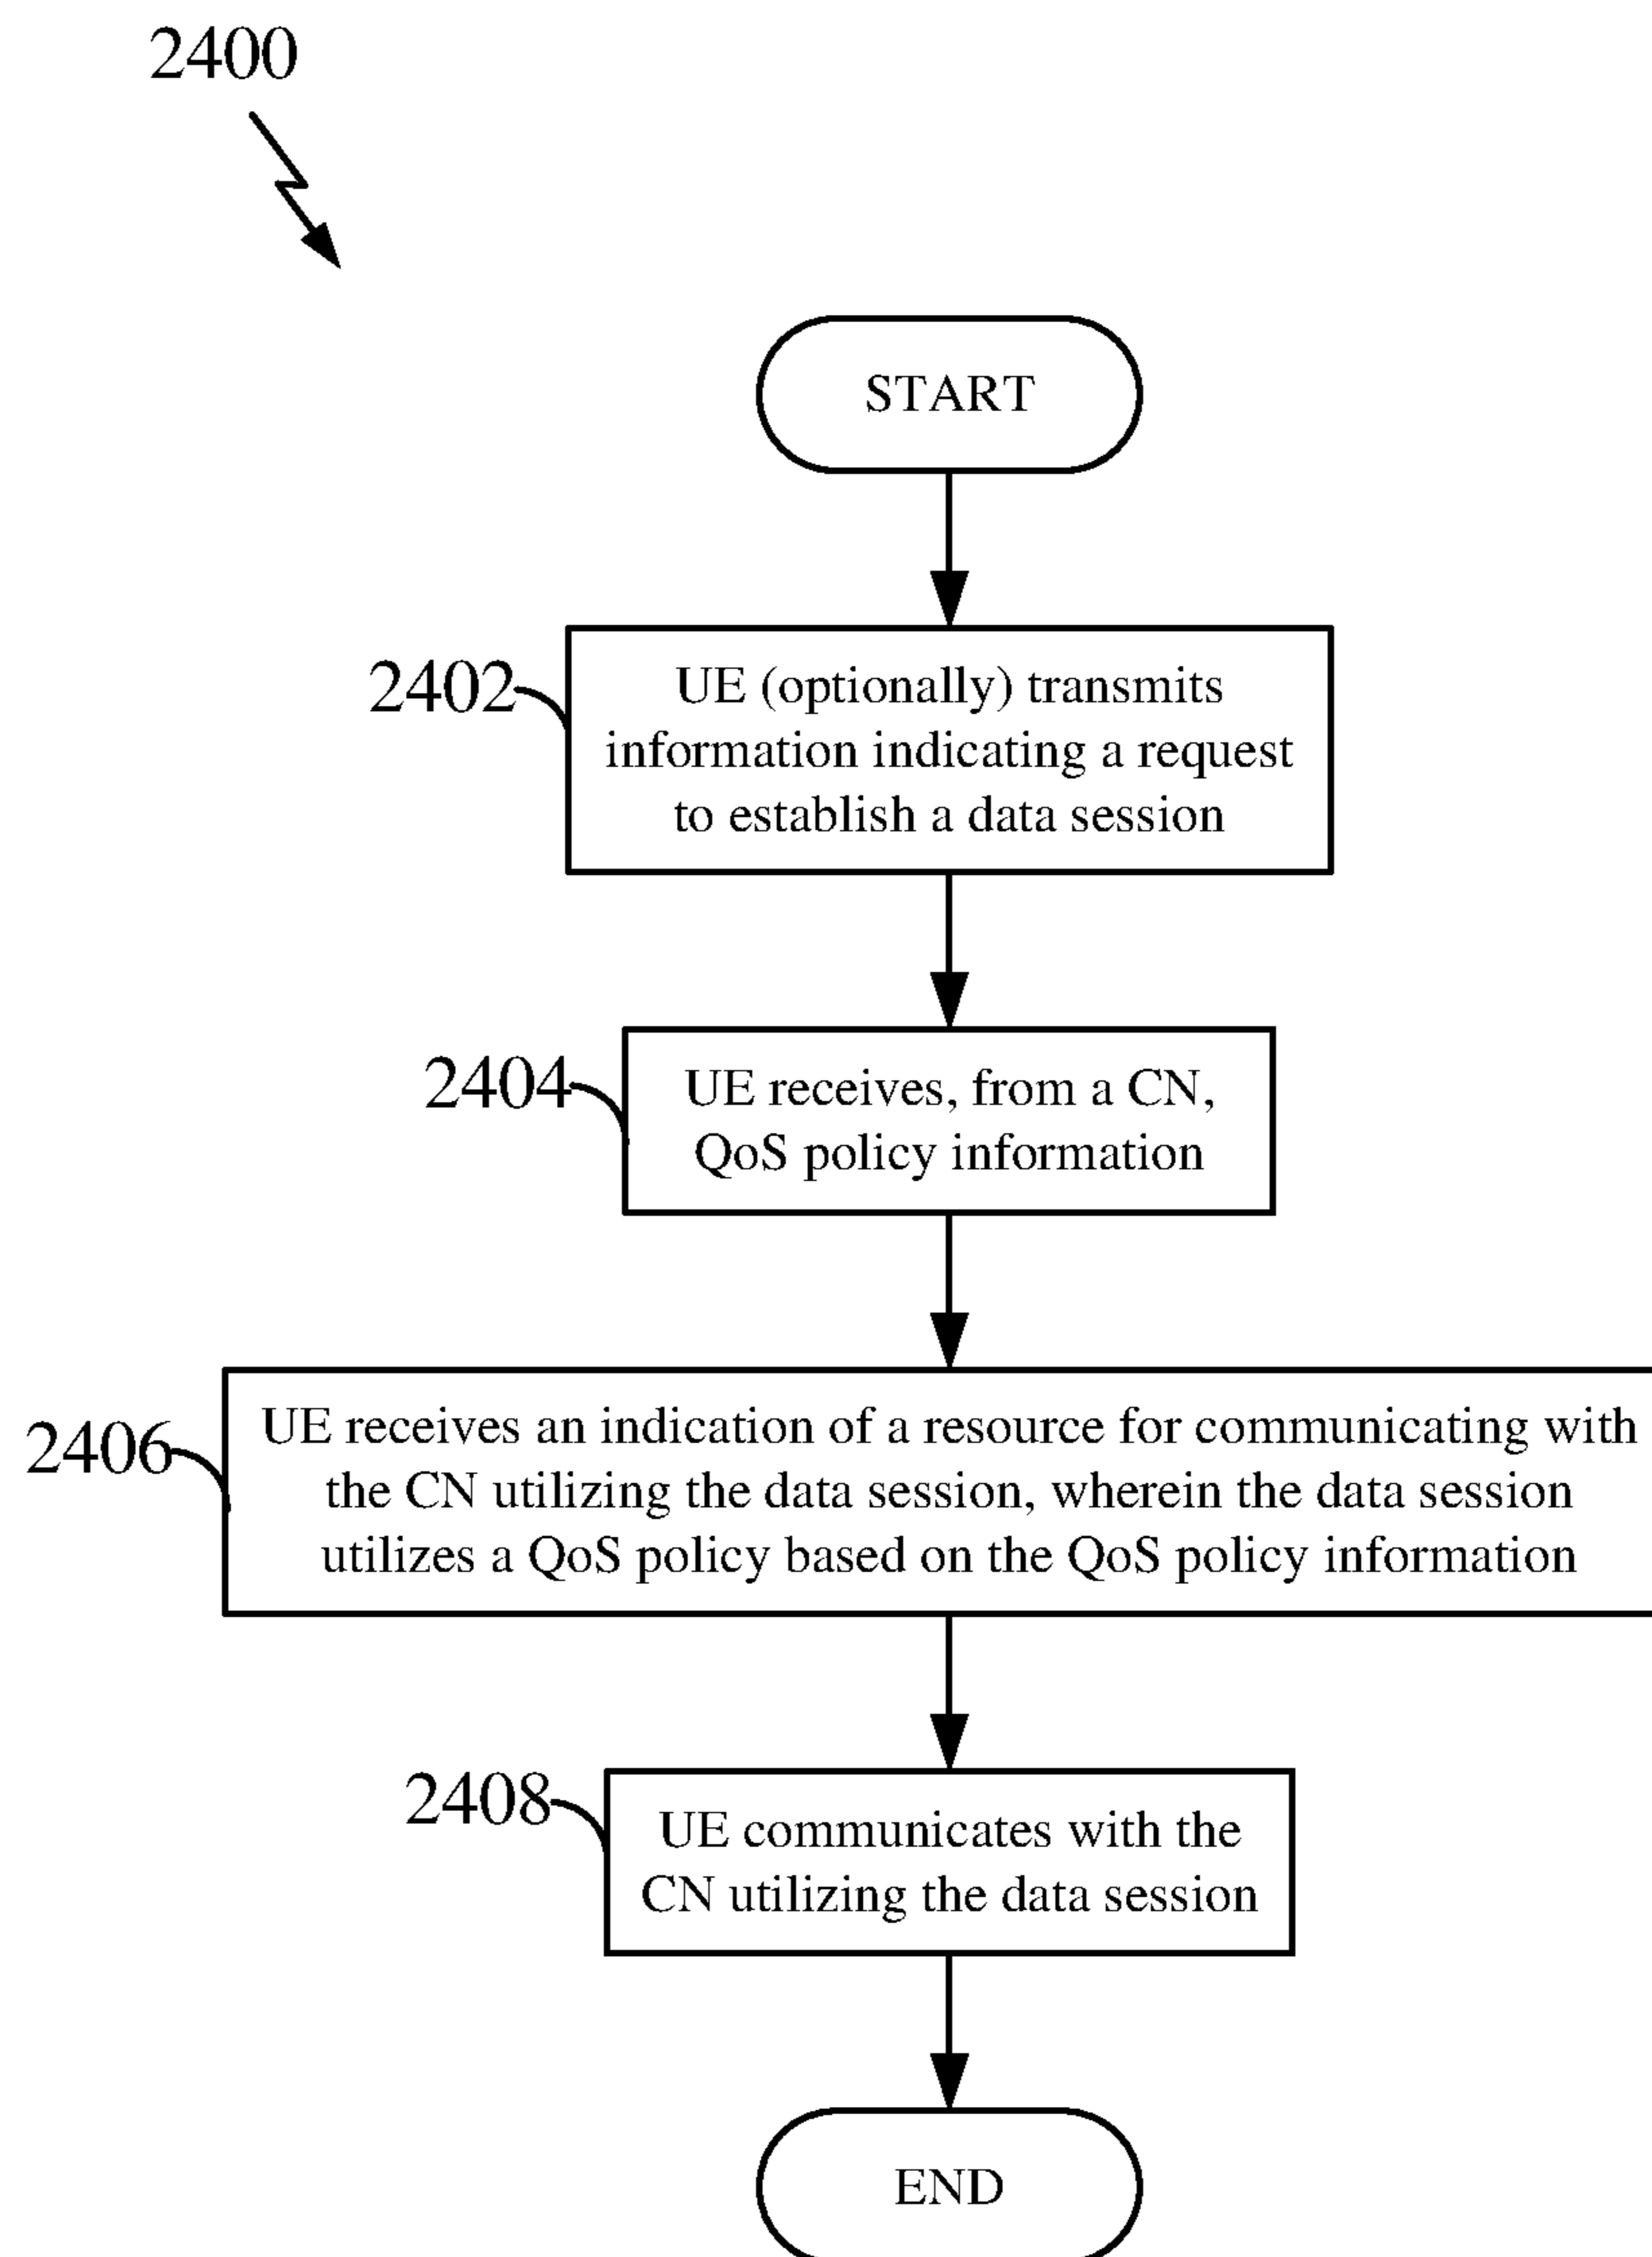 2400
START
2402
UE (optionally) transmits
information indicating a request
to establish a data session
2404
UE receives, from a CN,
QoS policy information
2406
UE receives an indication of a resource for communicating with
the CN utilizing the data session, wherein the data session
utilizes a QoS policy based on the QoS policy information
2408
UE communicates with the
CN utilizing the data session
END